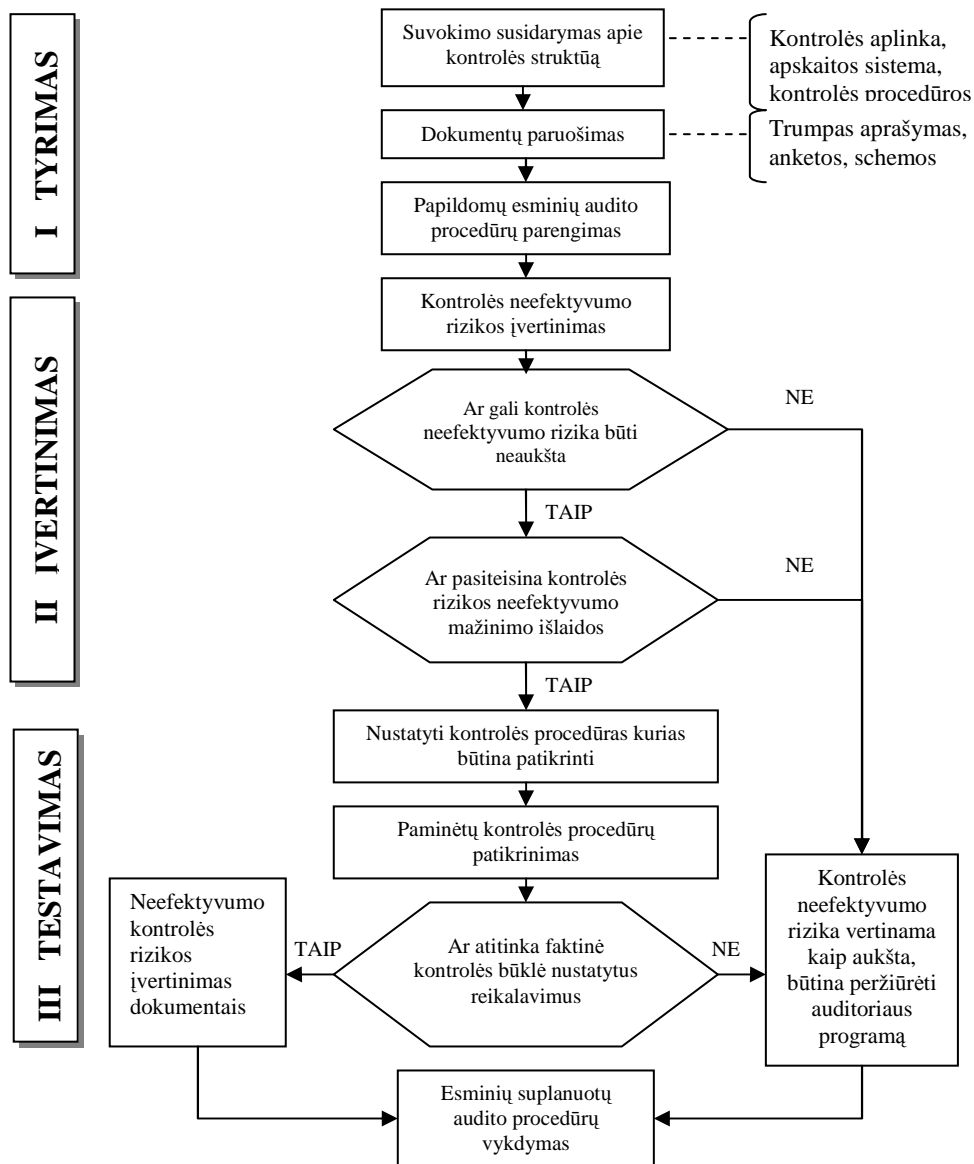 I TYRIMAS
Suvokimo susidarymas apie
kontrolės struktūą
Kontrolės aplinka,
apskaitos sistema,
kontrolės procedūros
Dokumentų paruošimas
Trumpas aprašymas,
anketos, schemos
Papildomų esminių audito
procedūrų parengimas
II ĮVERTINIMAS
Kontrolės neefektyvumo
rizikos įvertinimas
Ar gali kontrolės
neefektyvumo rizika būti
neaukšta
NE
TAIP
Ar pasiteisina kontrolės
rizikos neefektyvumo
mažinimo išlaidos
NE
TAIP
III TESTAVIMAS
Nustatyti kontrolės procedūras kurias
būtina patikrinti
Paminėtų kontrolės procedūrų
patikrinimas
Neefektyvumo
kontrolės
rizikos
įvertinimas
dokumentais
TAIP
Ar atitinka faktinė
kontrolės būklė nustatytus
reikalavimus
NE
Kontrolės
neefektyvumo
rizika vertinama
kaip aukšta,
būtina peržiūrėti
auditoriaus
programą
Esminių suplanuotų
audito procedūrų
vykdymas